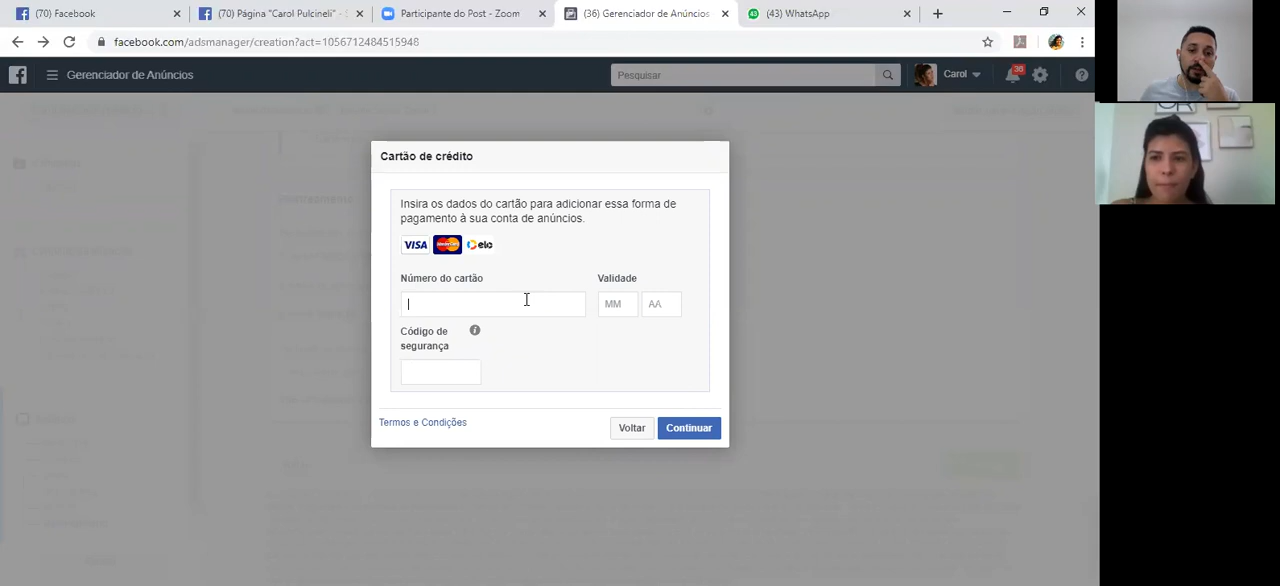 (70) Facebook
(70) Página "Carol Pulcineli" - S
Participante do Post - Zoom
(36) Gerenciador de Anúncios
(43) WhatsApp
facebook.com/adsmanager/creation?act=1056712484515948
Gerenciador de Anúncios
Pesquisar
Carol
36
Cartão de crédito
Insira os dados do cartão para adicionar essa forma de
pagamento à sua conta de anúncios.
VISA MasterCard elo
Número do cartão
Validade
MM
AA
Código de
segurança
Termos e Condições
Voltar
Continuar